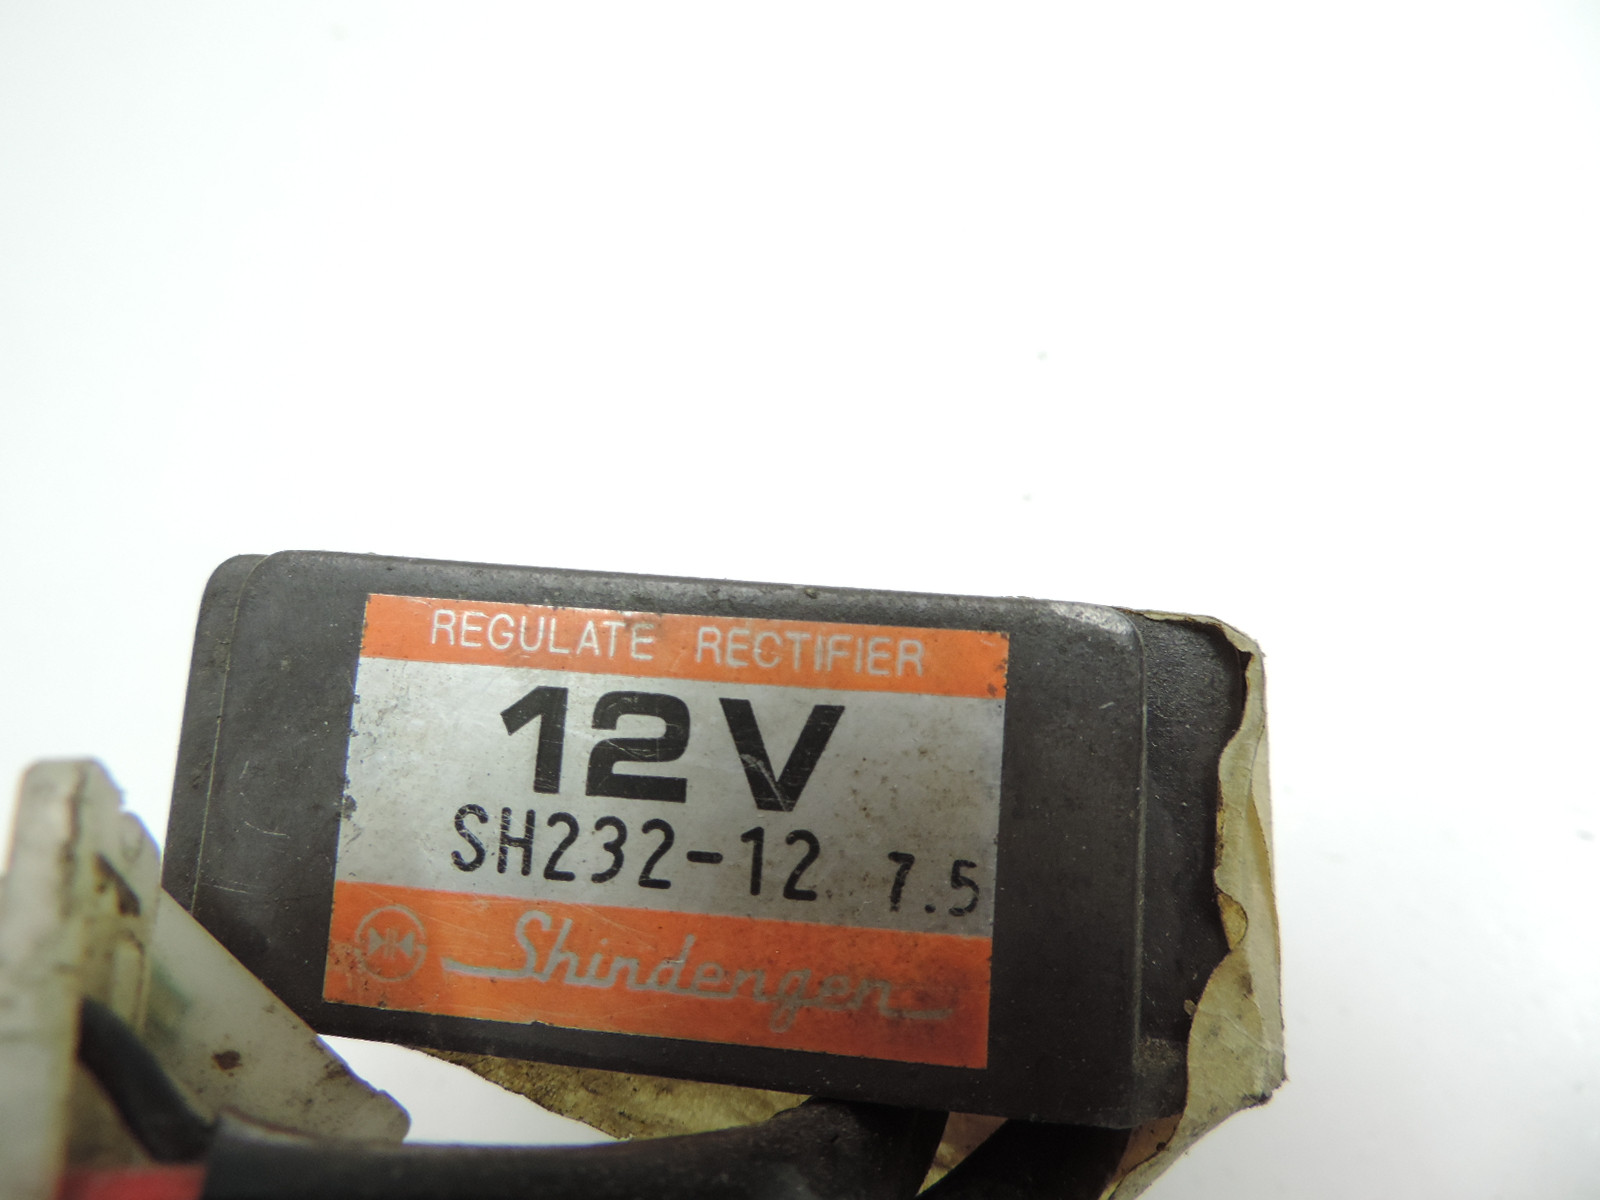 REGULATE RECTIFIER
12V
SH232-12 7.5
Shindengen